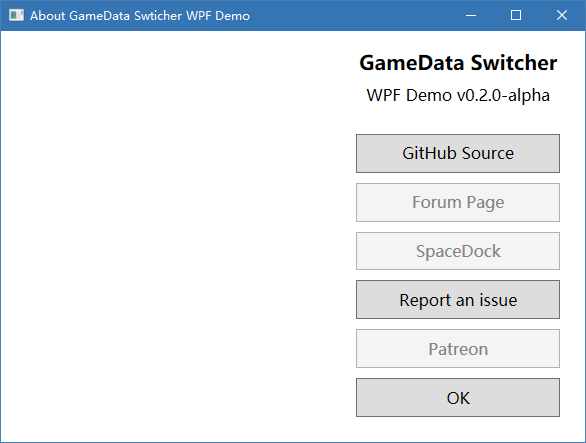 About GameData Swticher WPF Demo
GameData Switcher
WPF Demo v0.2.0-alpha
GitHub Source
Forum Page
SpaceDock
Report an issue
Patreon
OK